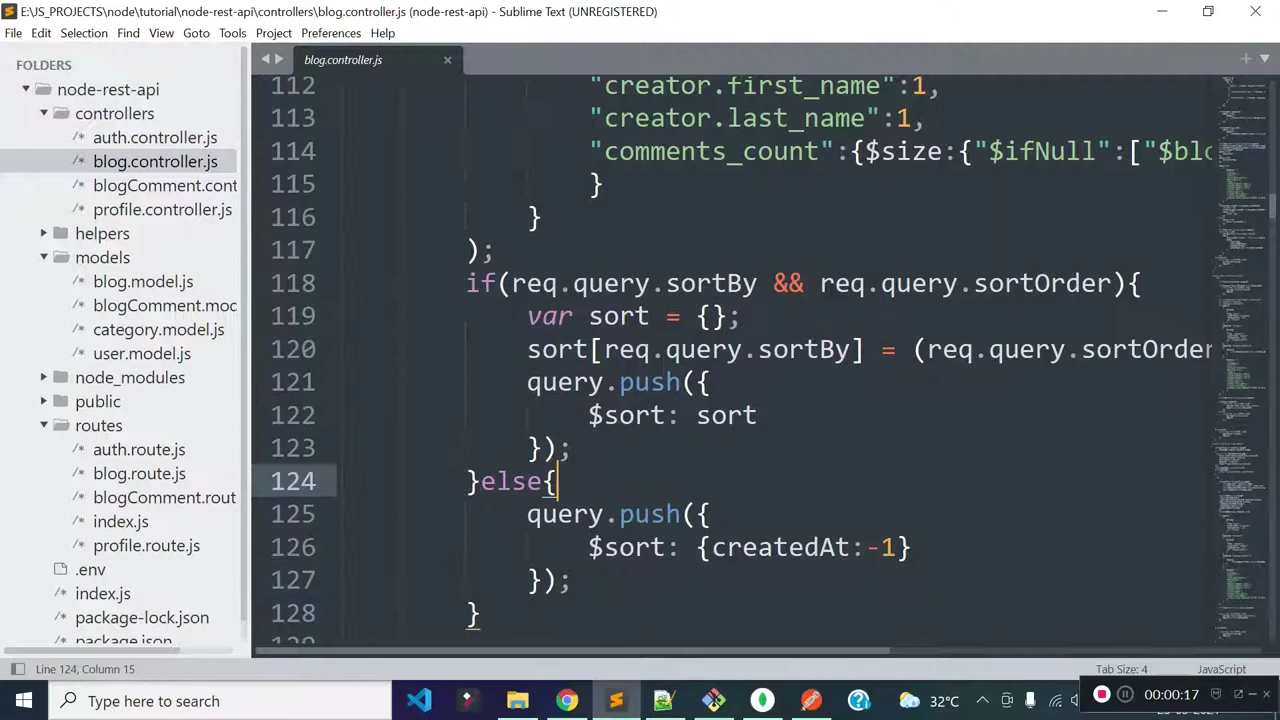 E:\JS_PROJECTS\node\tutorial\node-rest-api\controllers\blog.controller.js (node-rest-api) - Sublime Text (UNREGISTERED)
File Edit Selection Find View Goto Tools Project Preferences Help
FOLDERS
node-rest-api
controllers
auth.controller.js
blog.controller.js
blogComment.cont
profile.controller.js
helpers
models
blog.model.js
blogComment.moc
category.model.js
user.model.js
node_modules
public
routes
auth.route.js
blog.route.js
blogComment.rout
index.js
profile.route.js
.env
index.js
package-lock.json
package.json
blog.controller.js
112 "creator.first_name":1,
113 "creator.last_name":1,
114 "comments_count":{$size:{"$ifNull":["$blc
115 }
116 }
117 );
118 if(req.query.sortBy && req.query.sortOrder){
119 var sort = {};
120 sort[req.query.sortBy] = (req.query.sortOrder
121 query.push({
122 $sort: sort
123 });
124 }else{
125 query.push({
126 $sort: {createdAt:-1}
127 });
128 }
Line 124, Column 15
Tab Size: 4
JavaScript
Type here to search
32°C
00:00:17